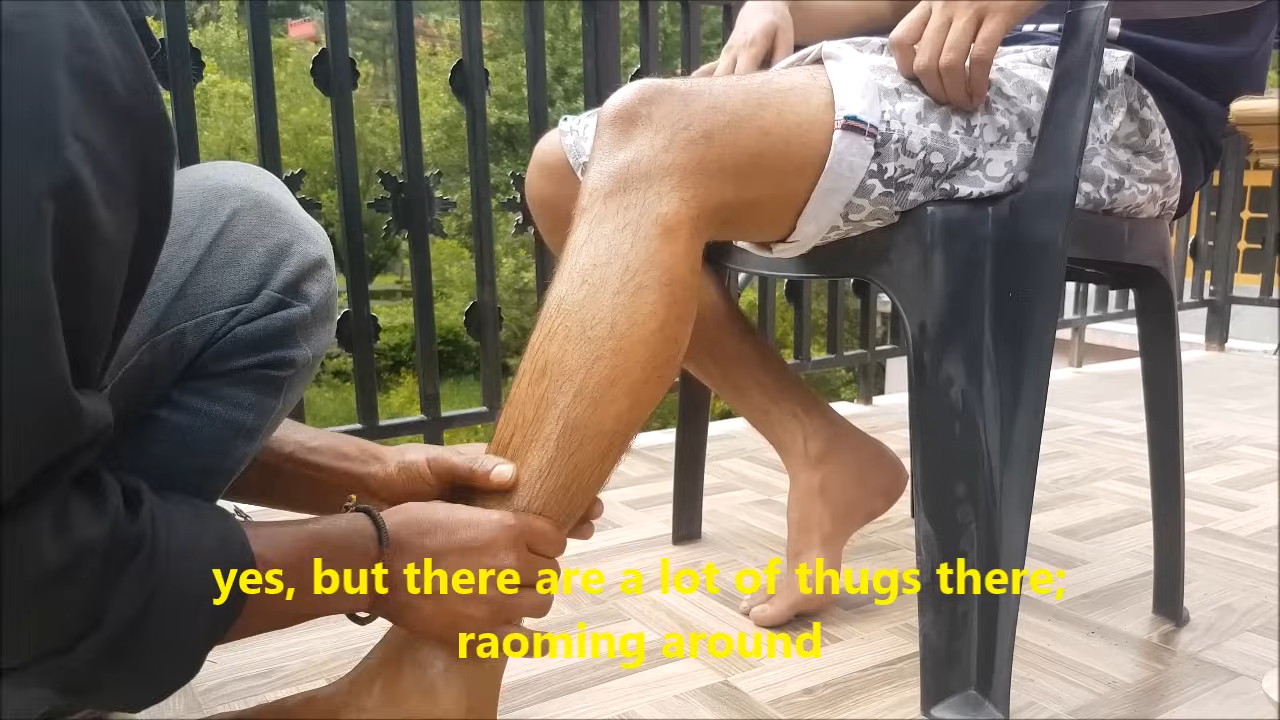 yes, but there are a lot of thugs there;
raoming around